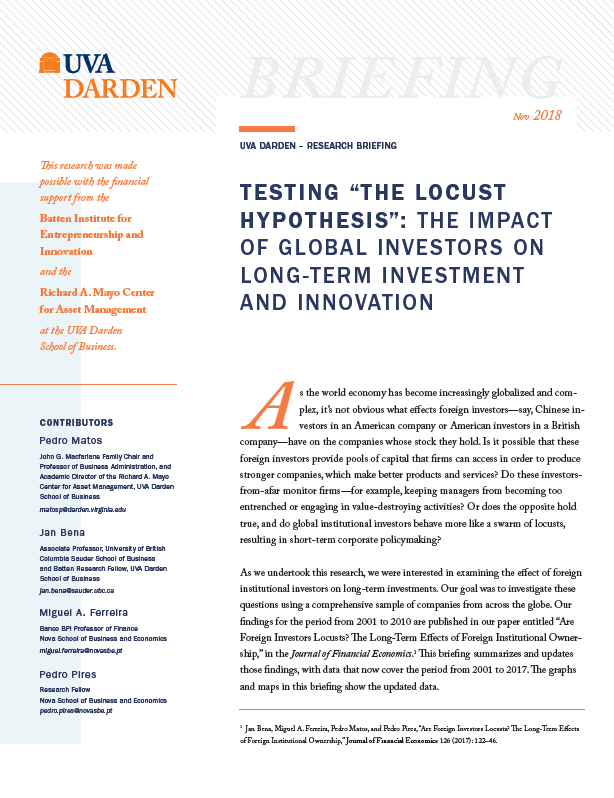 UVA
DARDEN
BRIEFING
Nov 2018
UVA DARDEN – RESEARCH BRIEFING
TESTING “THE LOCUST
HYPOTHESIS”: THE IMPACT
OF GLOBAL INVESTORS ON
LONG-TERM INVESTMENT
AND INNOVATION
This research was made
possible with the financial
support from the
Batten Institute for
Entrepreneurship and
Innovation
and the
Richard A. Mayo Center
for Asset Management
at the UVA Darden
School of Business.
CONTRIBUTORS
Pedro Matos
John G. Macfarlane Family Chair and
Professor of Business Administration, and
Academic Director of the Richard A. Mayo
Center for Asset Management, UVA Darden
School of Business
matosp@darden.virginia.edu
Jan Bena
Associate Professor, University of British
Columbia Sauder School of Business
and Batten Research Fellow, UVA Darden
School of Business
jan.bena@sauder.ubc.ca
Miguel A. Ferreira
Banco BPI Professor of Finance
Nova School of Business and Economics
miguel.ferreira@novasbe.pt
Pedro Pires
Research Fellow
Nova School of Business and Economics
pedro.pires@novasbe.pt
As the world economy has become increasingly globalized and com-
plex, it’s not obvious what effects foreign investors—say, Chinese in-
vestors in an American company or American investors in a British
company—have on the companies whose stock they hold. Is it possible that these
foreign investors provide pools of capital that firms can access in order to produce
stronger companies, which make better products and services? Do these investors-
from-afar monitor firms—for example, keeping managers from becoming too
entrenched or engaging in value-destroying activities? Or does the opposite hold
true, and do global institutional investors behave more like a swarm of locusts,
resulting in short-term corporate policymaking?
As we undertook this research, we were interested in examining the effect of foreign
institutional investors on long-term investments. Our goal was to investigate these
questions using a comprehensive sample of companies from across the globe. Our
findings for the period from 2001 to 2010 are published in our paper entitled “Are
Foreign Investors Locusts? The Long-Term Effects of Foreign Institutional Owner-
ship,” in the Journal of Financial Economics.¹ This briefing summarizes and updates
those findings, with data that now cover the period from 2001 to 2017. The graphs
and maps in this briefing show the updated data.
¹ Jan Bena, Miguel A. Ferreira, Pedro Matos, and Pedro Pires, “Are Foreign Investors Locusts? The Long-Term Effects
of Foreign Institutional Ownership,” Journal of Financial Economics 126 (2017): 122–46.